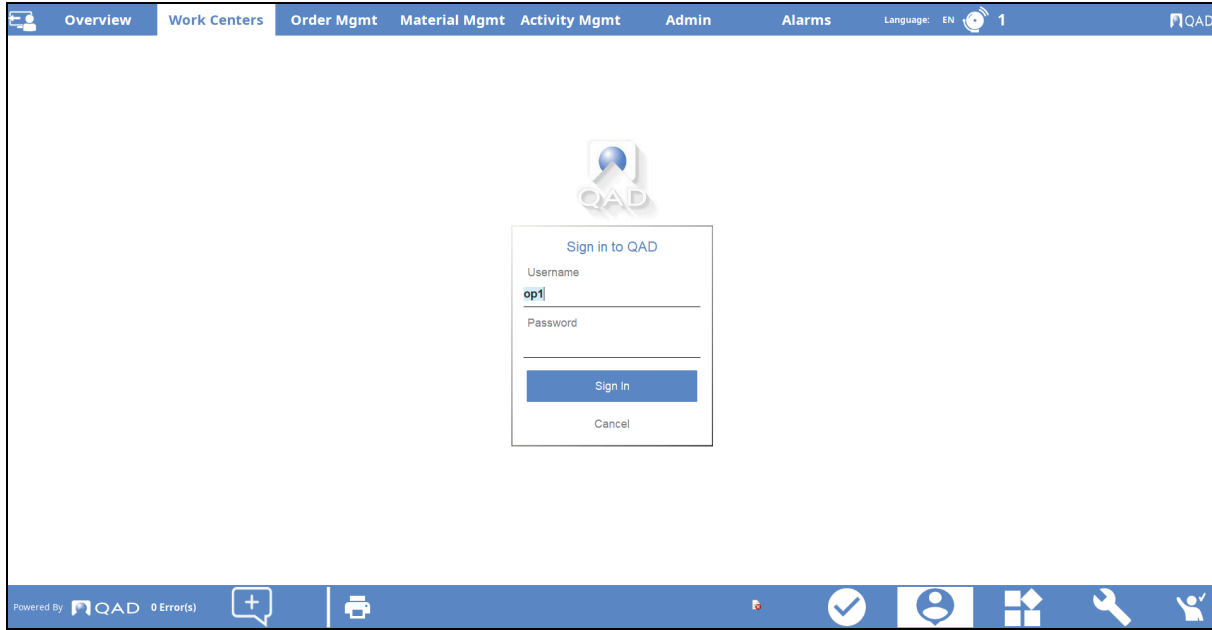 Overview Work Centers Order Mgmt Material Mgmt Activity Mgmt Admin Alarms Language: EN 1 QAD
QAD
Sign in to QAD
Username
op1
Password
Sign In
Cancel
Powered By QAD 0 Error(s)